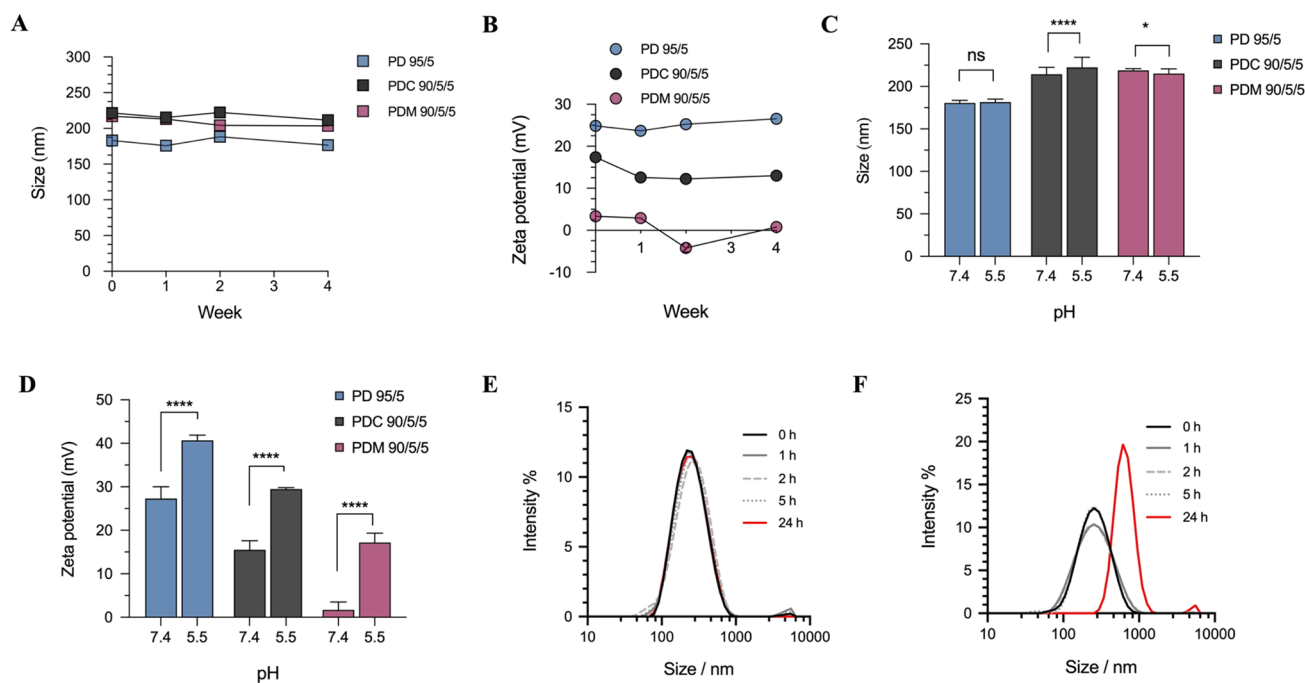 A
PD 95/5
PDC 90/5/5
PDM 90/5/5
300
250
200
150
100
50
0
Size (nm)
0 1 2 3 4
Week
B
PD 95/5
PDC 90/5/5
PDM 90/5/5
30
20
10
0
-10
Zeta potential (mV)
1 2 3 4
Week
C
PD 95/5
PDC 90/5/5
PDM 90/5/5
ns
****
*
250
200
150
100
50
0
Size (nm)
7.4 5.5 7.4 5.5 7.4 5.5
pH
D
PD 95/5
PDC 90/5/5
PDM 90/5/5
****
****
****
50
40
30
20
10
0
Zeta potential (mV)
7.4 5.5 7.4 5.5 7.4 5.5
pH
E
0 h
1 h
2 h
5 h
24 h
15
10
5
0
Intensity %
10 100 1000 10000
Size / nm
F
0 h
1 h
2 h
5 h
24 h
25
20
15
10
5
0
Intensity %
10 100 1000 10000
Size / nm